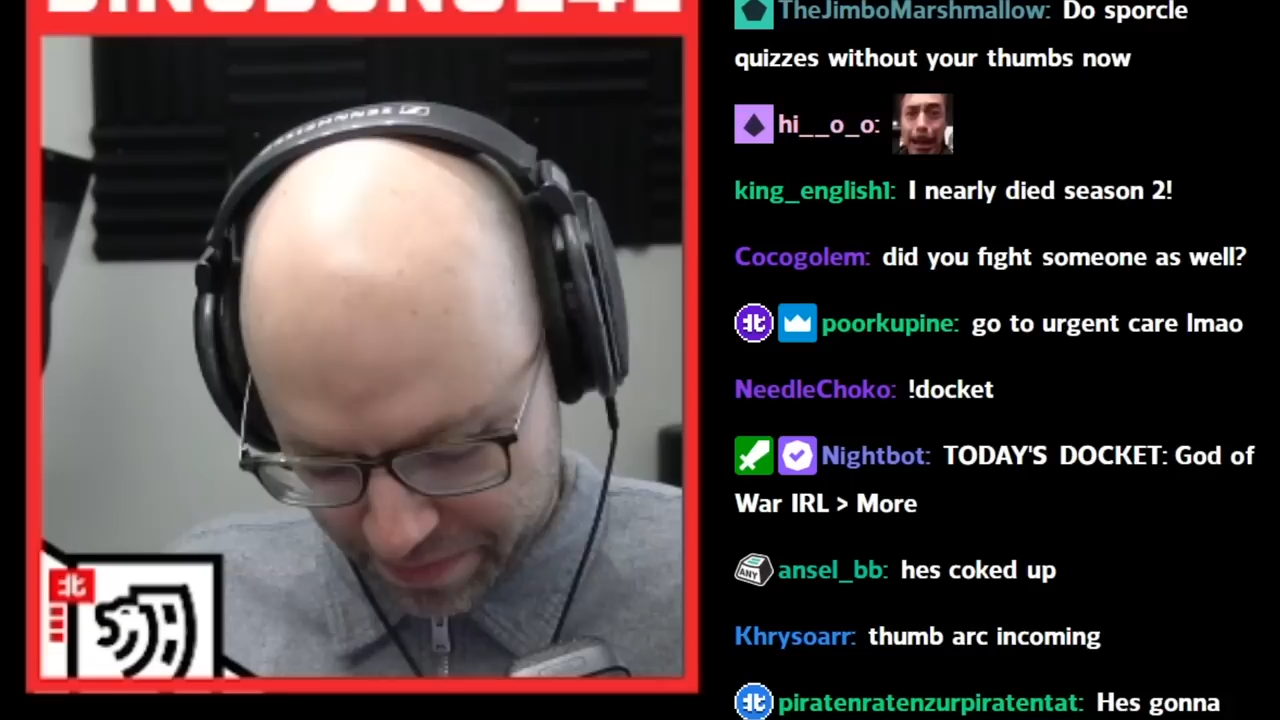 TheJimboMarshmallow: Do sporcle
quizzes without your thumbs now
hi__o_o:
king_english1: I nearly died season 2!
Cocogolem: did you fight someone as well?
poorkupine: go to urgent care lmao
NeedleChoko: !docket
Nightbot: TODAY'S DOCKET: God of
War IRL > More
ANY ansel_bb: hes coked up
Khrysoarr: thumb arc incoming
piratenratenzurpiratentat: Hes gonna